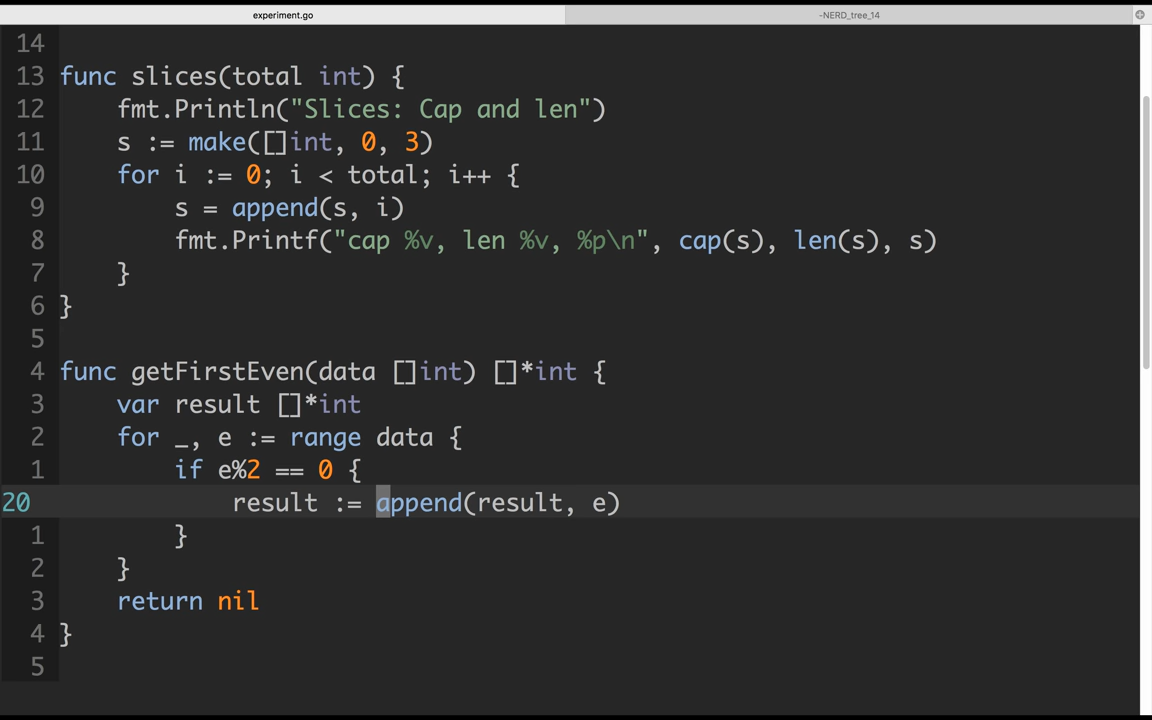 experiment.go
-NERD_tree_14
14
13 func slices(total int) {
12     fmt.Println("Slices: Cap and len")
11     s := make([]int, 0, 3)
10     for i := 0; i < total; i++ {
9         s = append(s, i)
8         fmt.Printf("cap %v, len %v, %p\n", cap(s), len(s), s)
7     }
6 }
5
4 func getFirstEven(data []int) []*int {
3     var result []*int
2     for _, e := range data {
1         if e%2 == 0 {
20             result := append(result, e)
1         }
2     }
3     return nil
4 }
5